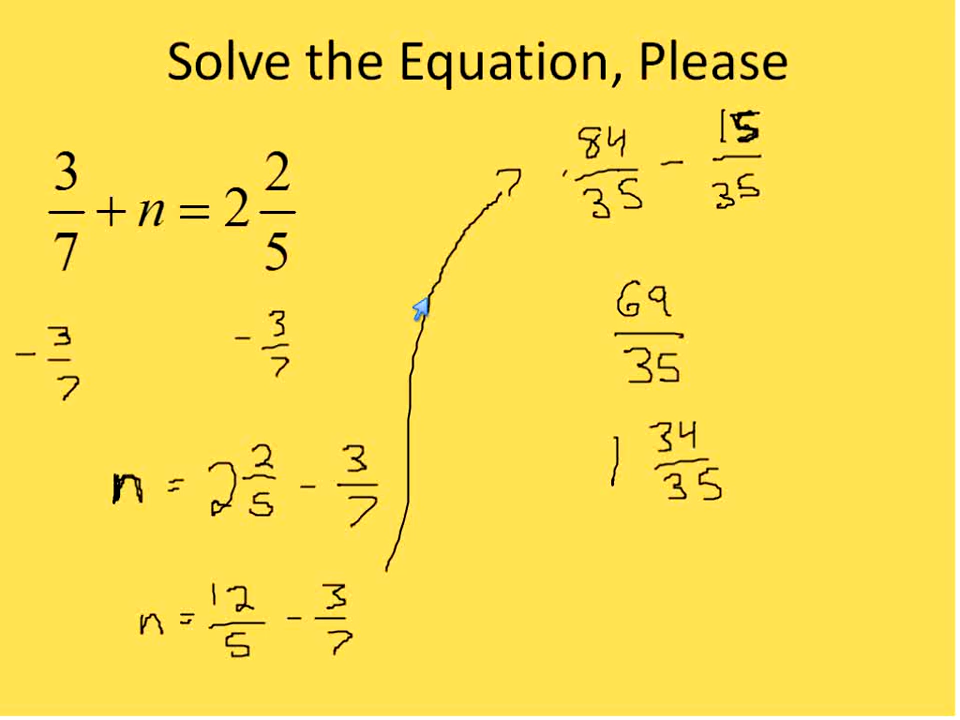 Solve the Equation, Please
3/7 + n = 2 2/5
- 3/7 - 3/7
n = 2 2/5 - 3/7
n = 12/5 - 3/7
7 · 84/35 - 15/35
69/35
1 34/35